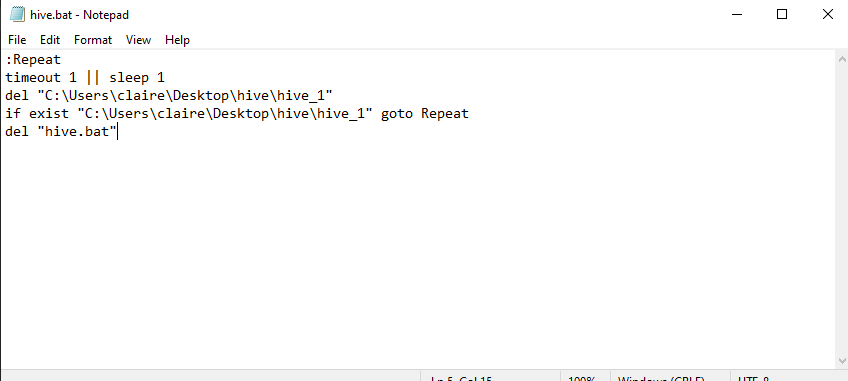 hive.bat - Notepad
File Edit Format View Help
:Repeat
timeout 1 || sleep 1
del "C:\Users\claire\Desktop\hive\hive_1"
if exist "C:\Users\claire\Desktop\hive\hive_1" goto Repeat
del "hive.bat"
Ln 5, Col 15 100% Windows (CRLF) UTF-8